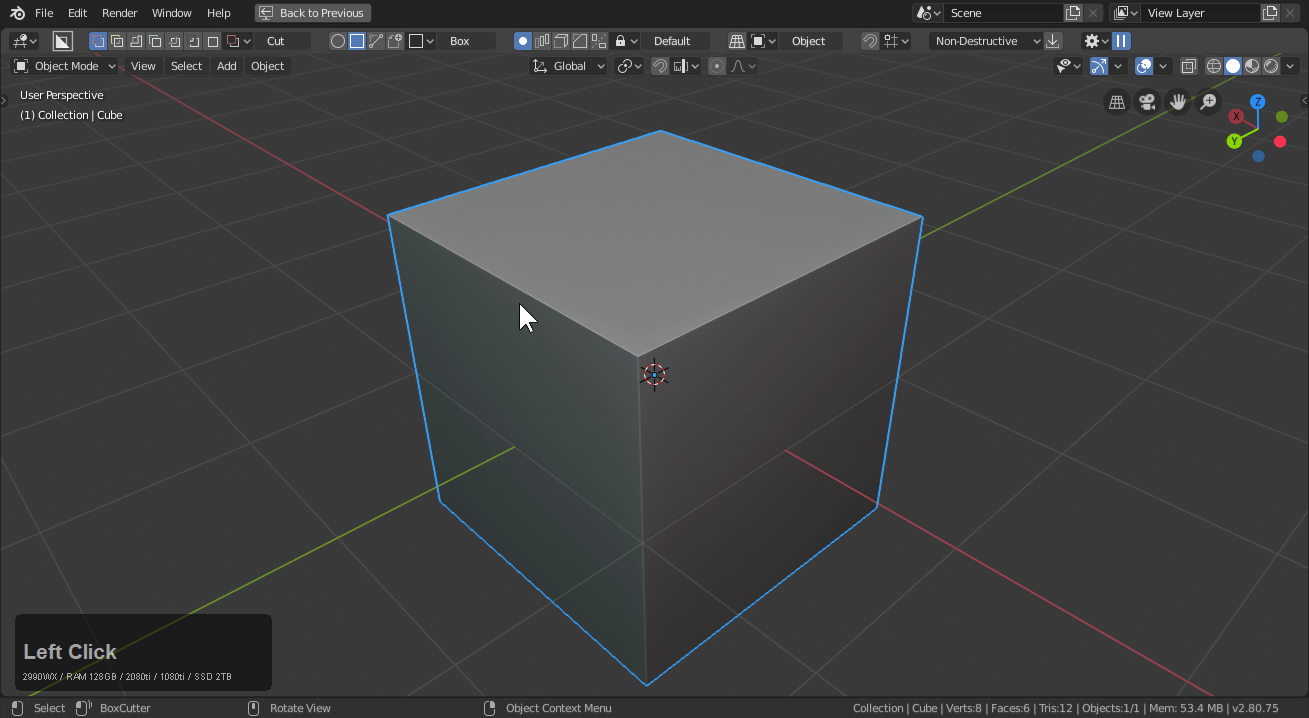 File Edit Render Window Help Back to Previous Scene View Layer
Cut Box Default Object Non-Destructive
Object Mode View Select Add Object Global
User Perspective
(1) Collection | Cube
Z
X
Y
Left Click
2990WX / RAM 128GB / 2080ti / 1080ti / SSD 2TB
Select BoxCutter Rotate View Object Context Menu Collection | Cube | Verts:8 | Faces:6 | Tris:12 | Objects:1/1 | Mem: 53.4 MB | v2.80.75